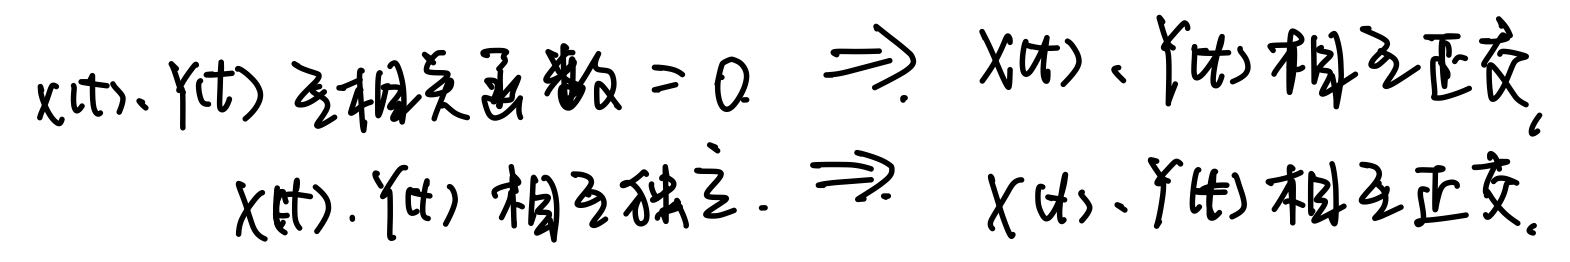 X(t)、Y(t) 互相关函数 = 0 ⇒ X(t)、Y(t) 相互正交,
X(t)、Y(t) 相互独立. ⇒ X(t)、Y(t) 相互正交.